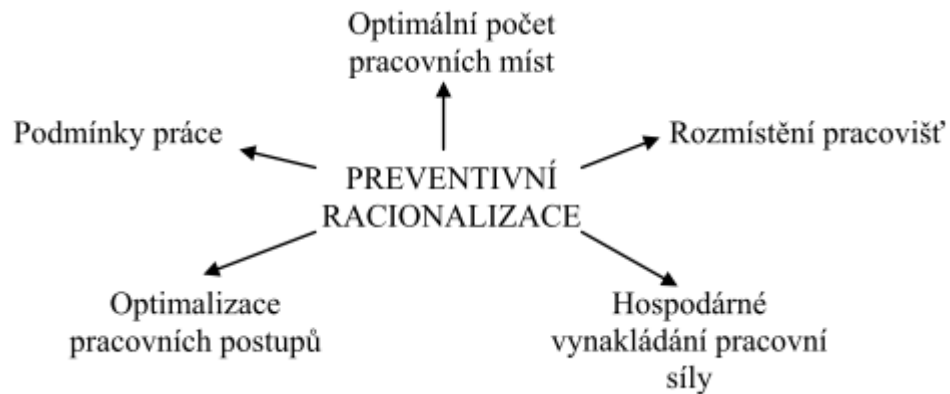 Optimální počet
pracovních míst
Podmínky práce
Rozmístění pracovišť
PREVENTIVNÍ
RACIONALIZACE
Optimalizace
pracovních postupů
Hospodárné
vynakládání pracovní
síly